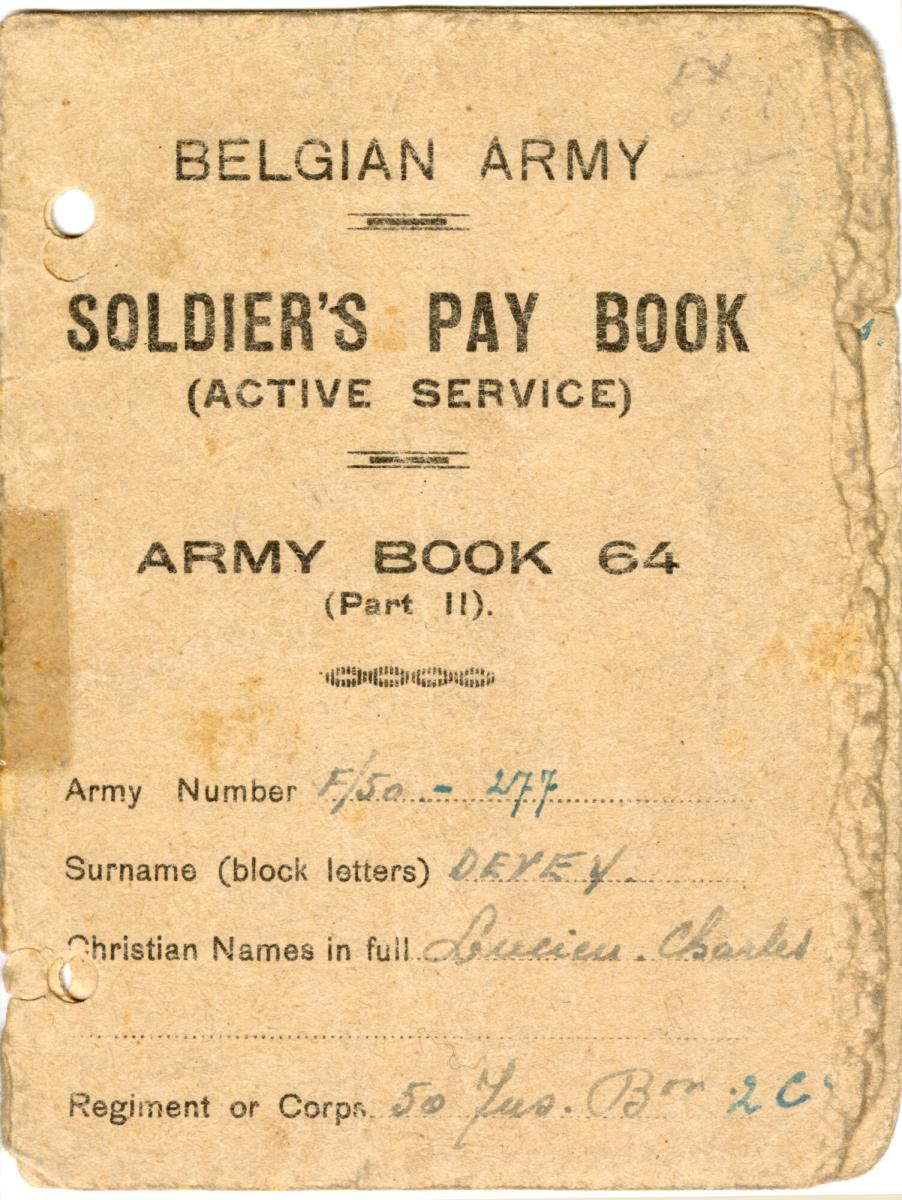 BELGIAN ARMY
SOLDIER'S PAY BOOK
(ACTIVE SERVICE)
ARMY BOOK 64
(Part II).
Army Number F/50 - 277
Surname (block letters) DEVEY.
Christian Names in full Lucien. Charles
Regiment or Corps. 50 Fus. Bon 2 C